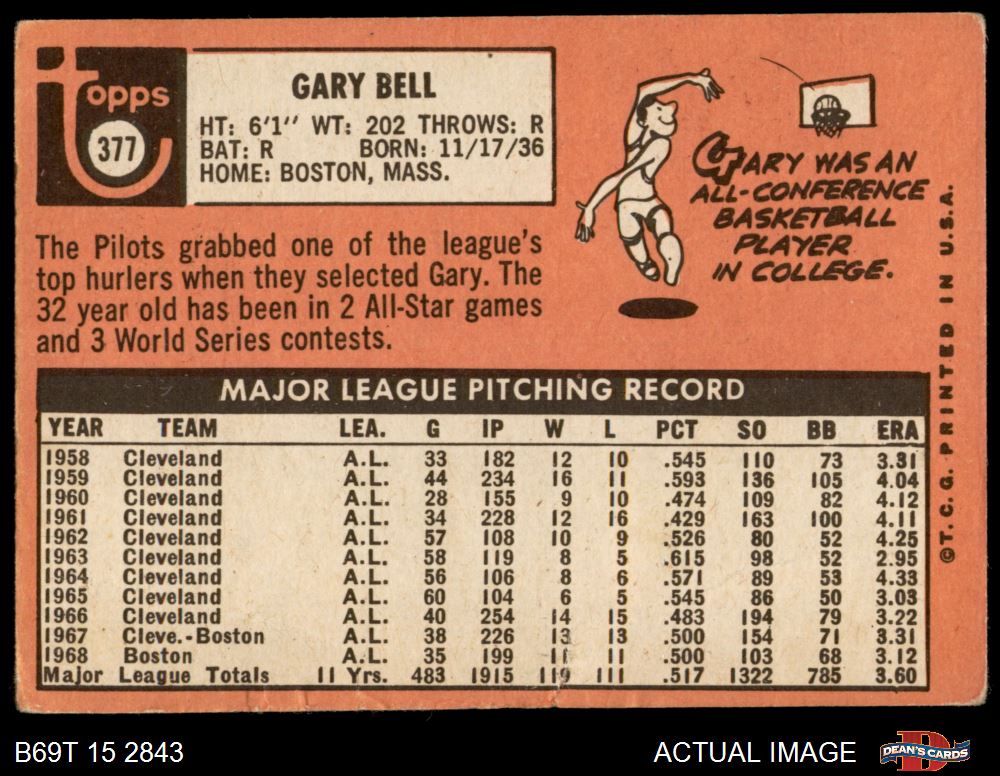 Topps
377
GARY BELL
HT: 6'1" WT: 202 THROWS: R
BAT: R BORN: 11/17/36
HOME: BOSTON, MASS.
The Pilots grabbed one of the league's
top hurlers when they selected Gary. The
32 year old has been in 2 All-Star games
and 3 World Series contests.
GARY WAS AN
ALL-CONFERENCE
BASKETBALL
PLAYER
IN COLLEGE.
©T.C.G. PRINTED IN U.S.A.
MAJOR LEAGUE PITCHING RECORD
YEAR TEAM LEA. G IP W L PCT SO BB ERA
1958 Cleveland A.L. 33 182 12 10 .545 110 73 3.31
1959 Cleveland A.L. 44 234 16 11 .593 136 105 4.04
1960 Cleveland A.L. 28 155 9 10 .474 109 82 4.12
1961 Cleveland A.L. 34 228 12 16 .429 163 100 4.11
1962 Cleveland A.L. 57 108 10 9 .526 80 52 4.25
1963 Cleveland A.L. 58 119 8 5 .615 98 52 2.95
1964 Cleveland A.L. 56 106 8 6 .571 89 53 4.33
1965 Cleveland A.L. 60 104 6 5 .545 86 50 3.03
1966 Cleveland A.L. 40 254 14 15 .483 194 79 3.22
1967 Cleve.-Boston A.L. 38 226 13 13 .500 154 71 3.31
1968 Boston A.L. 35 199 11 11 .500 103 68 3.12
Major League Totals 11 Yrs. 483 1915 119 111 .517 1322 785 3.60
B69T 15 2843
ACTUAL IMAGE
D
DEAN'S CARDS